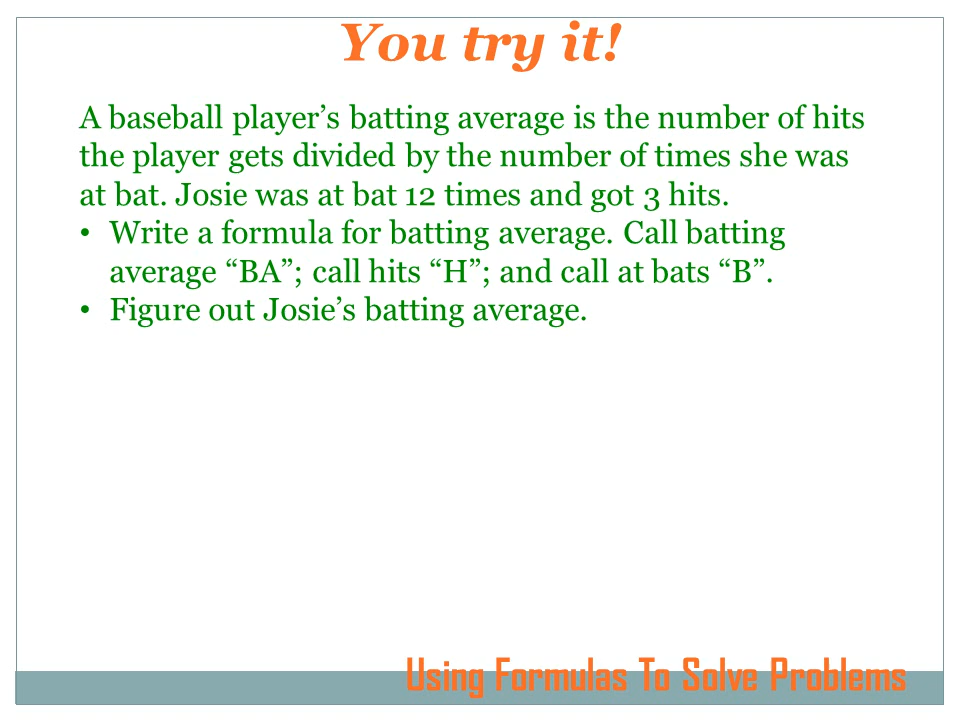 You try it!
A baseball player’s batting average is the number of hits
the player gets divided by the number of times she was
at bat. Josie was at bat 12 times and got 3 hits.
• Write a formula for batting average. Call batting
average “BA”; call hits “H”; and call at bats “B”.
• Figure out Josie’s batting average.
Using Formulas To Solve Problems